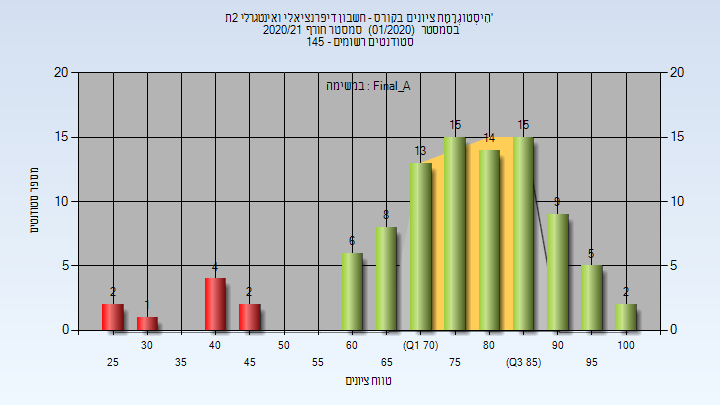 היסטוגרמת ציונים בקורס - חשבון דיפרנציאלי ואינטגרלי 2ת'
בסמסטר (01/2020) סמסטר חורף 2020/21
סטודנטים רשומים - 145
במשימה : Final_A
מספר סטודנטים
20 20
15 15
10 10
5 5
0 0
2 1 4 2 6 8 13 15 14 15 9 5 2
30 40 50 60 (Q1 70) 80 90 100
25 35 45 55 65 75 (Q3 85) 95
טווח ציונים